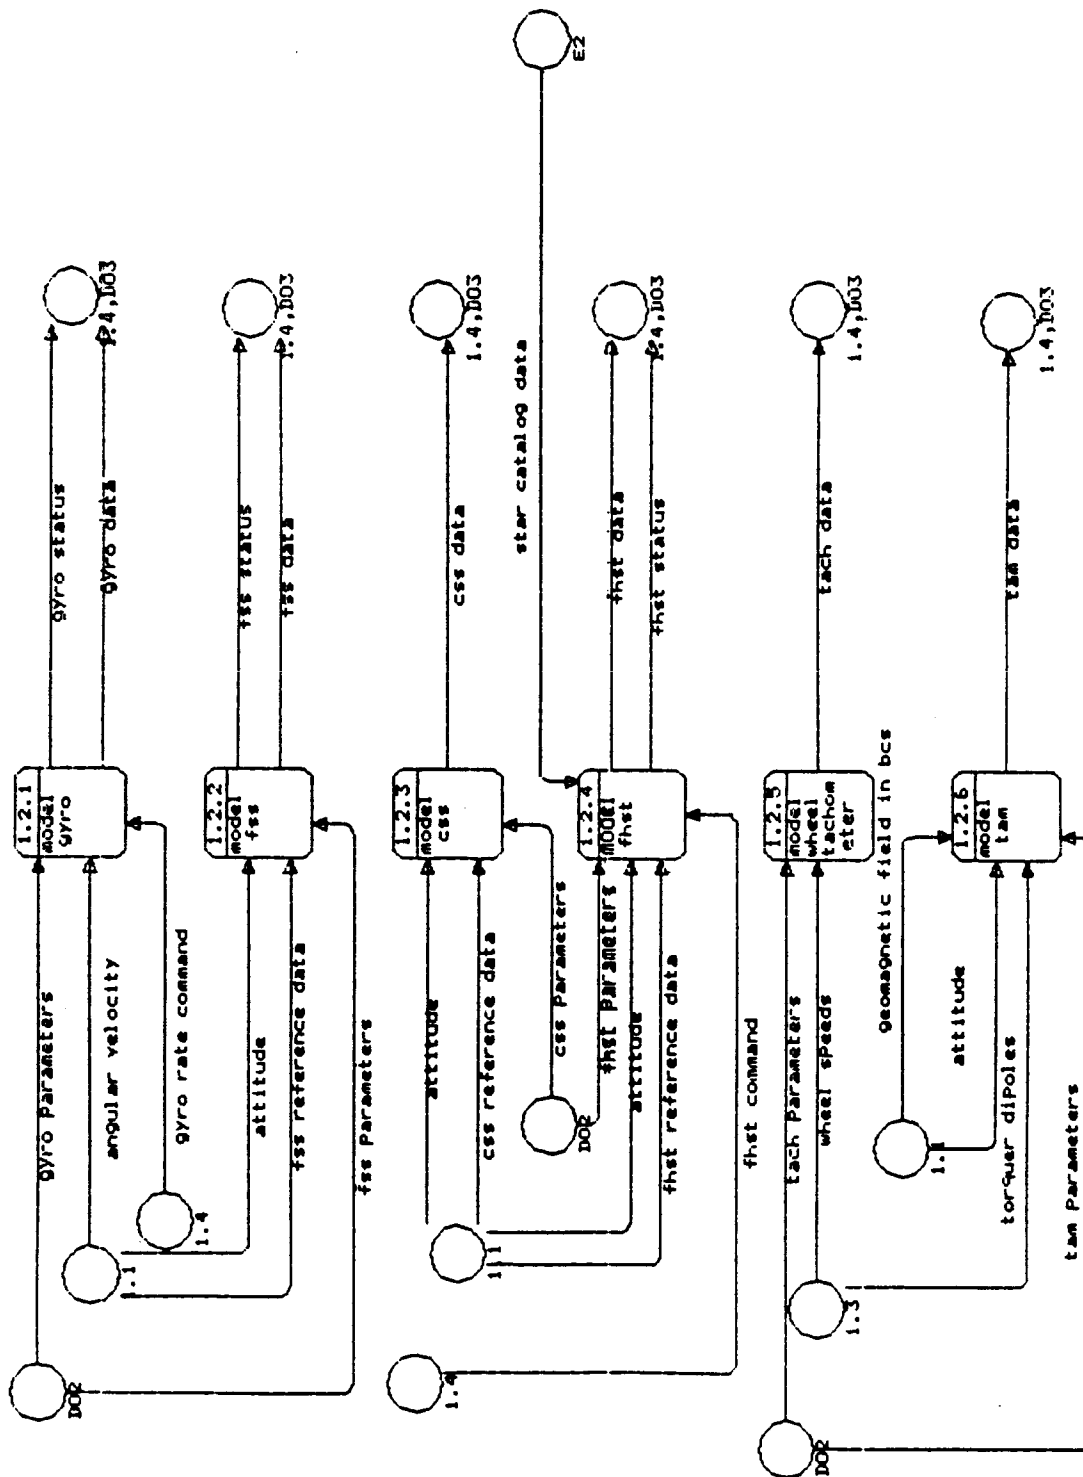 gyro Parameters
angular velocity
gyro rate command
1.2.1
model
gyro
gyro status
gyro data
1.4,D03
1.4
1.1
D02
attitude
fss reference data
fss Parameters
1.2.2
model
fss
fss status
fss data
1.4,D03
attitude
css reference data
css Parameters
1.2.3
model
css
css data
1.4,D03
star catalog data
E2
D02
1.1
1.4
fhst Parameters
attitude
fhst reference data
fhst command
1.2.4
MODEL
fhst
fhst data
fhst status
1.4,D03
tach Parameters
wheel speeds
1.2.5
model
wheel
tachom
eter
tach data
1.4,D03
1.3
D02
geomagnetic field in bcs
attitude
torquer diPoles
tam Parameters
1.1
1.2.6
model
tam
tam data
1.4,D03